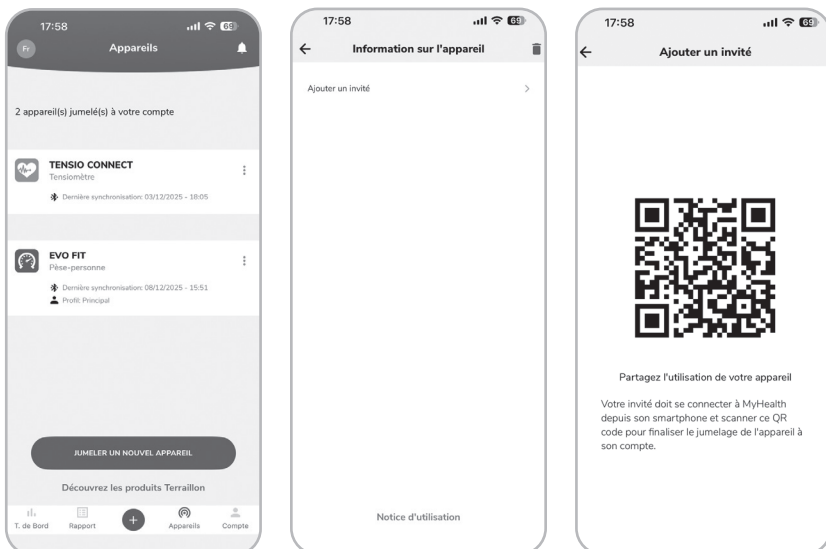 17:58
69
Fr
Appareils
2 appareil(s) jumelé(s) à votre compte
TENSIO CONNECT
Tensiomètre
Dernière synchronisation: 03/12/2025 - 18:05
EVO FIT
Pèse-personne
Dernière synchronisation: 08/12/2025 - 15:51
Profil: Principal
JUMELER UN NOUVEL APPAREIL
Découvrez les produits Terraillon
T. de Bord
Rapport
Appareils
Compte
17:58
69
Information sur l'appareil
Ajouter un invité
Notice d'utilisation
17:58
69
Ajouter un invité
Partagez l'utilisation de votre appareil
Votre invité doit se connecter à MyHealth
depuis son smartphone et scanner ce QR
code pour finaliser le jumelage de l'appareil à
son compte.